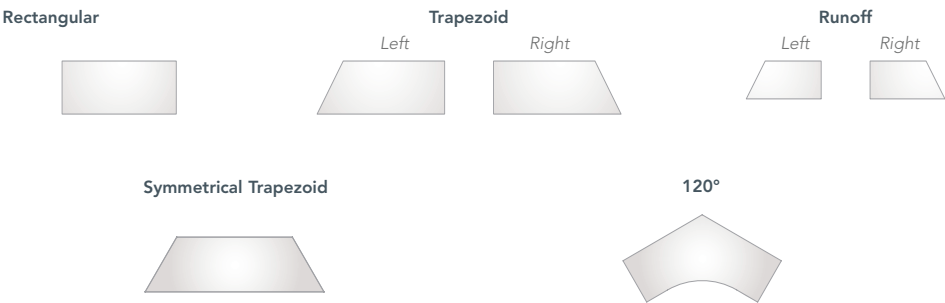 Rectangular
Trapezoid
Runoff
Left
Right
Left
Right
Symmetrical Trapezoid
120°